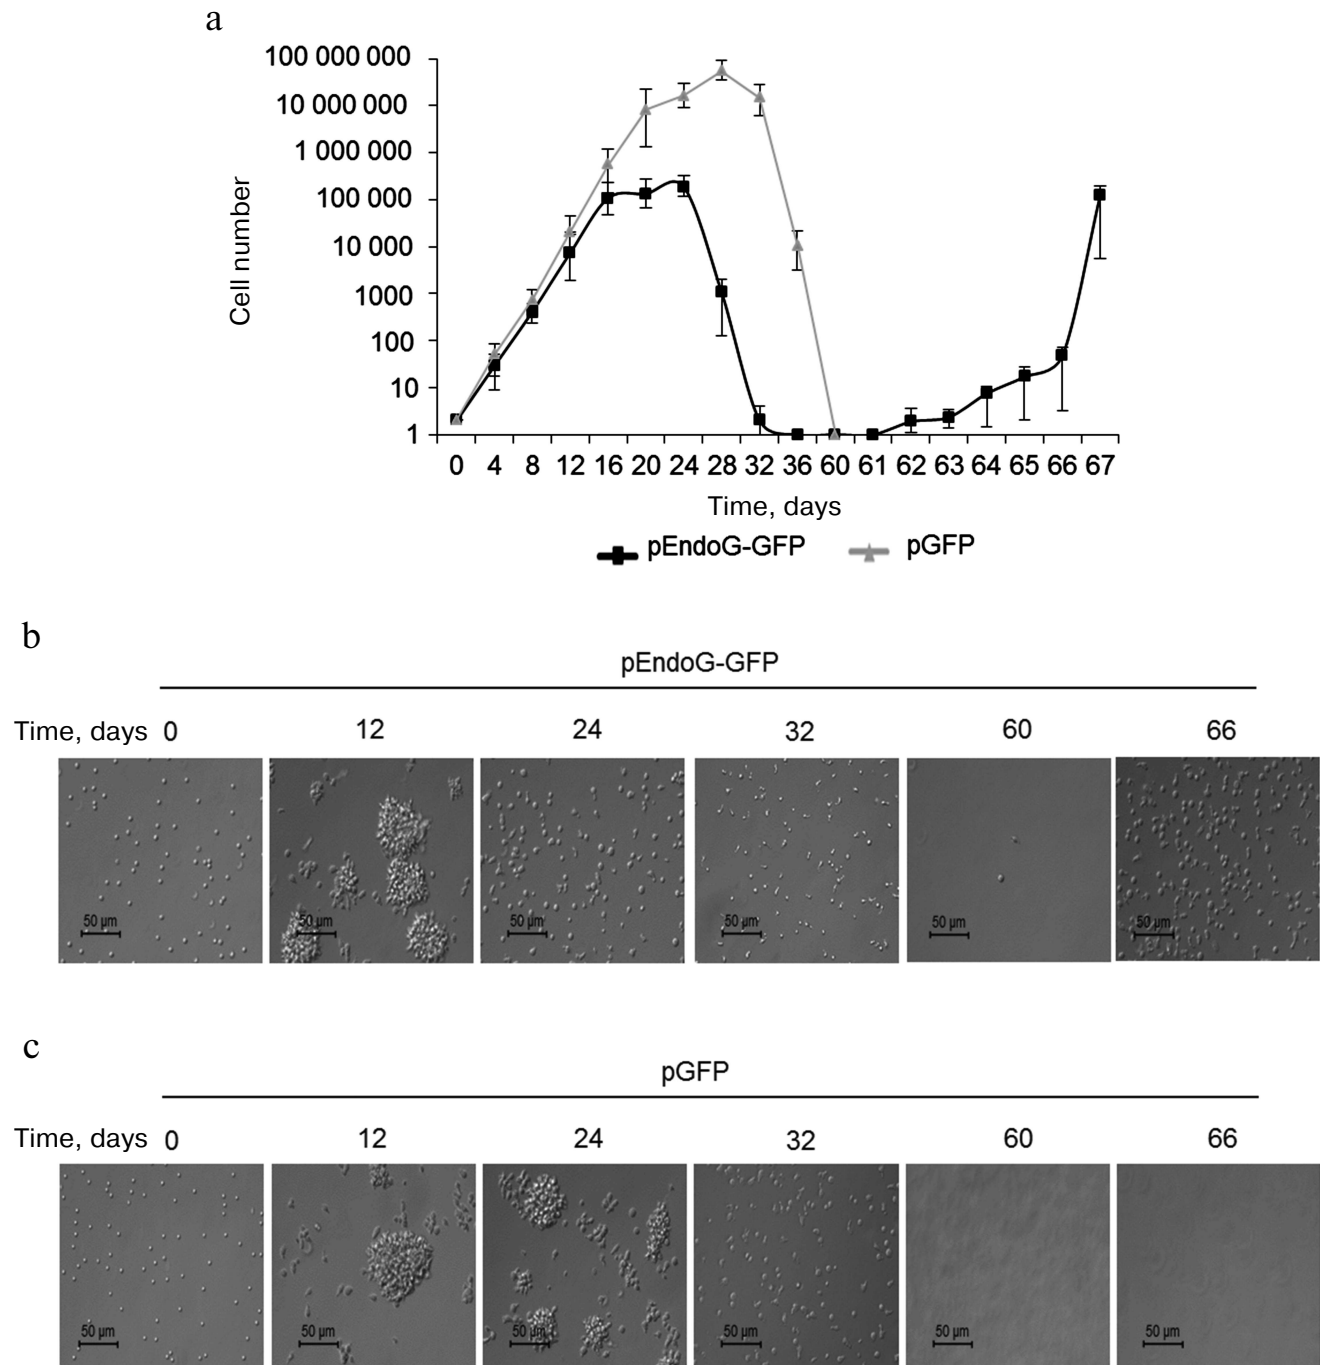 a
100 000 000
10 000 000
1 000 000
100 000
10 000
1000
100
10
1
Cell number
0 4 8 12 16 20 24 28 32 36 60 61 62 63 64 65 66 67
Time, days
pEndoG-GFP pGFP
b
pEndoG-GFP
Time, days 0 12 24 32 60 66
50 µm 50 µm 50 µm 50 µm 50 µm 50 µm
c
pGFP
Time, days 0 12 24 32 60 66
50 µm 50 µm 50 µm 50 µm 50 µm 50 µm